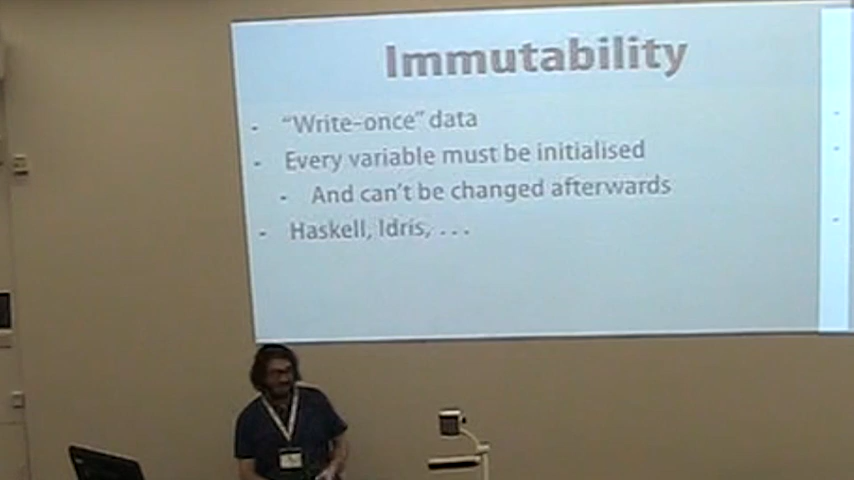 Immutability
- "Write-once" data
- Every variable must be initialised
- And can't be changed afterwards
- Haskell, Idris, ...